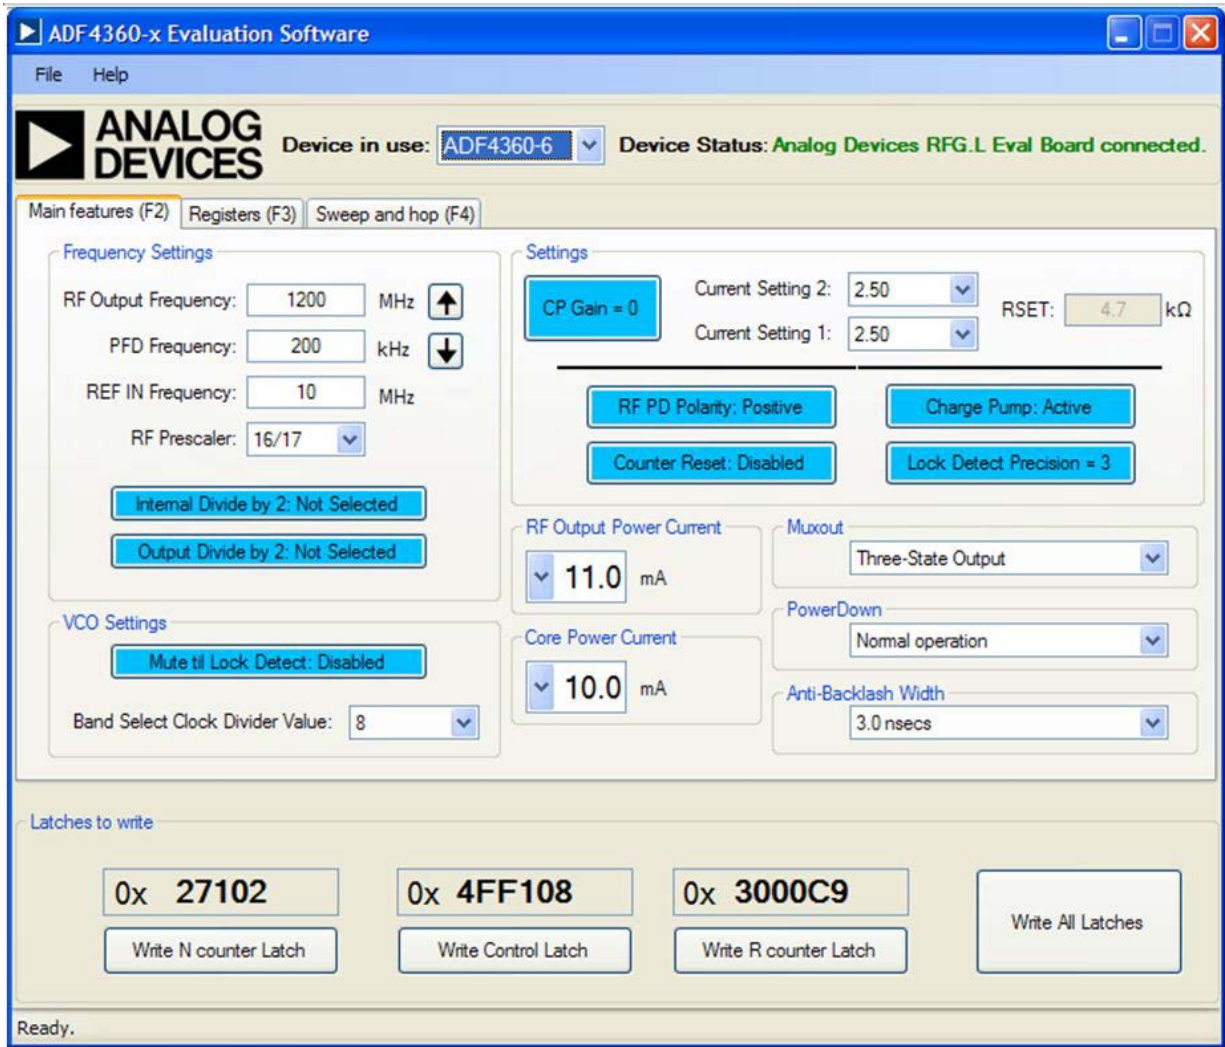 ADF4360-x Evaluation Software
File Help
ANALOG
DEVICES
Device in use: ADF4360-6 Device Status: Analog Devices RFG.L Eval Board connected.
Main features (F2) Registers (F3) Sweep and hop (F4)
Frequency Settings
RF Output Frequency: 1200 MHz
PFD Frequency: 200 kHz
REF IN Frequency: 10 MHz
RF Prescaler: 16/17
Internal Divide by 2: Not Selected
Output Divide by 2: Not Selected
VCO Settings
Mute til Lock Detect: Disabled
Band Select Clock Divider Value: 8
Settings
CP Gain = 0
Current Setting 2: 2.50
Current Setting 1: 2.50
RSET: 4.7 kΩ
RF PD Polarity: Positive Charge Pump: Active
Counter Reset: Disabled Lock Detect Precision = 3
RF Output Power Current
11.0 mA
Core Power Current
10.0 mA
Muxout
Three-State Output
PowerDown
Normal operation
Anti-Backlash Width
3.0 nsecs
Latches to write
0x 27102 0x 4FF108 0x 3000C9
Write N counter Latch Write Control Latch Write R counter Latch Write All Latches
Ready.